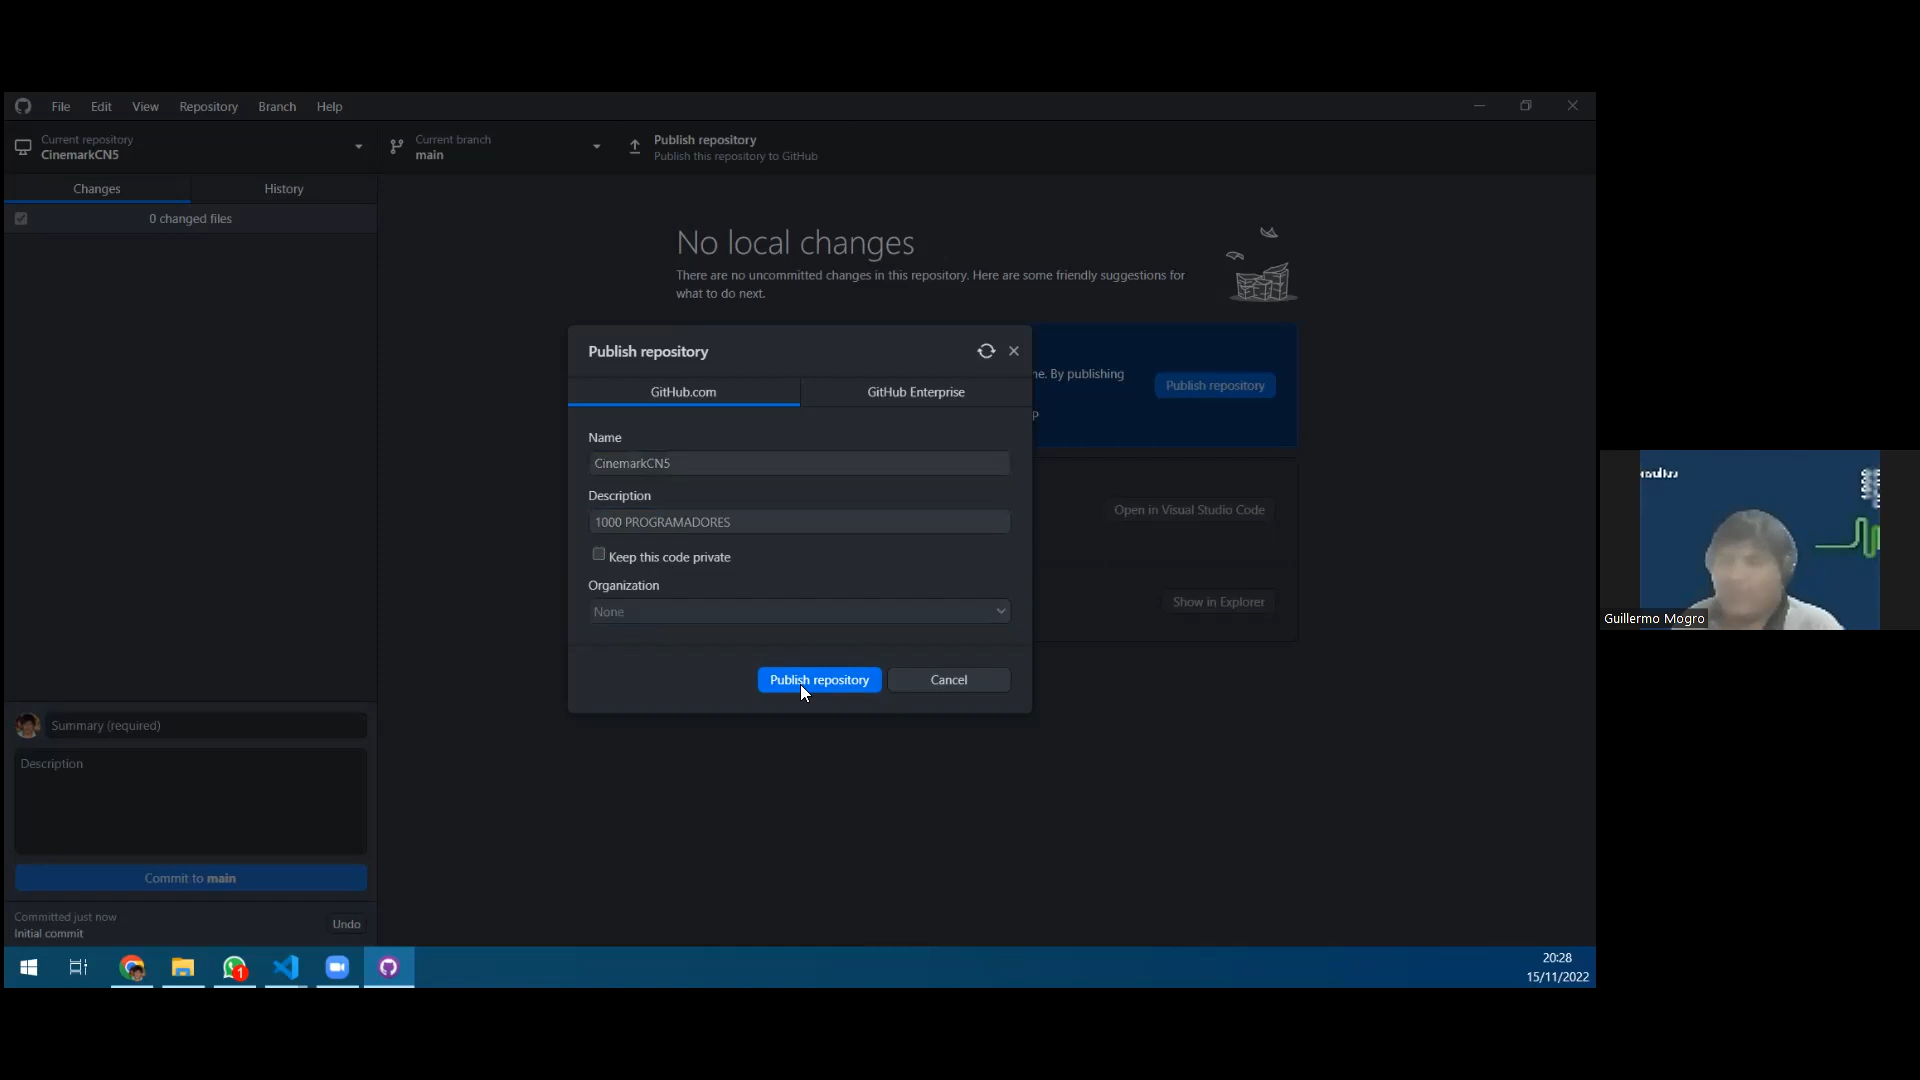 File Edit View Repository Branch Help
Current repository
CinemarkCN5
Current branch
main
Publish repository
Publish this repository to GitHub
Changes
History
0 changed files
No local changes
There are no uncommitted changes in this repository. Here are some friendly suggestions for
what to do next.
Publish repository
GitHub.com
GitHub Enterprise
ne. By publishing
Publish repository
p
Name
CinemarkCN5
Description
1000 PROGRAMADORES
Keep this code private
Organization
None
Open in Visual Studio Code
Show in Explorer
Publish repository
Cancel
Guillermo Mogro
Summary (required)
Description
Commit to main
Committed just now
Initial commit
Undo
1
20:28
15/11/2022